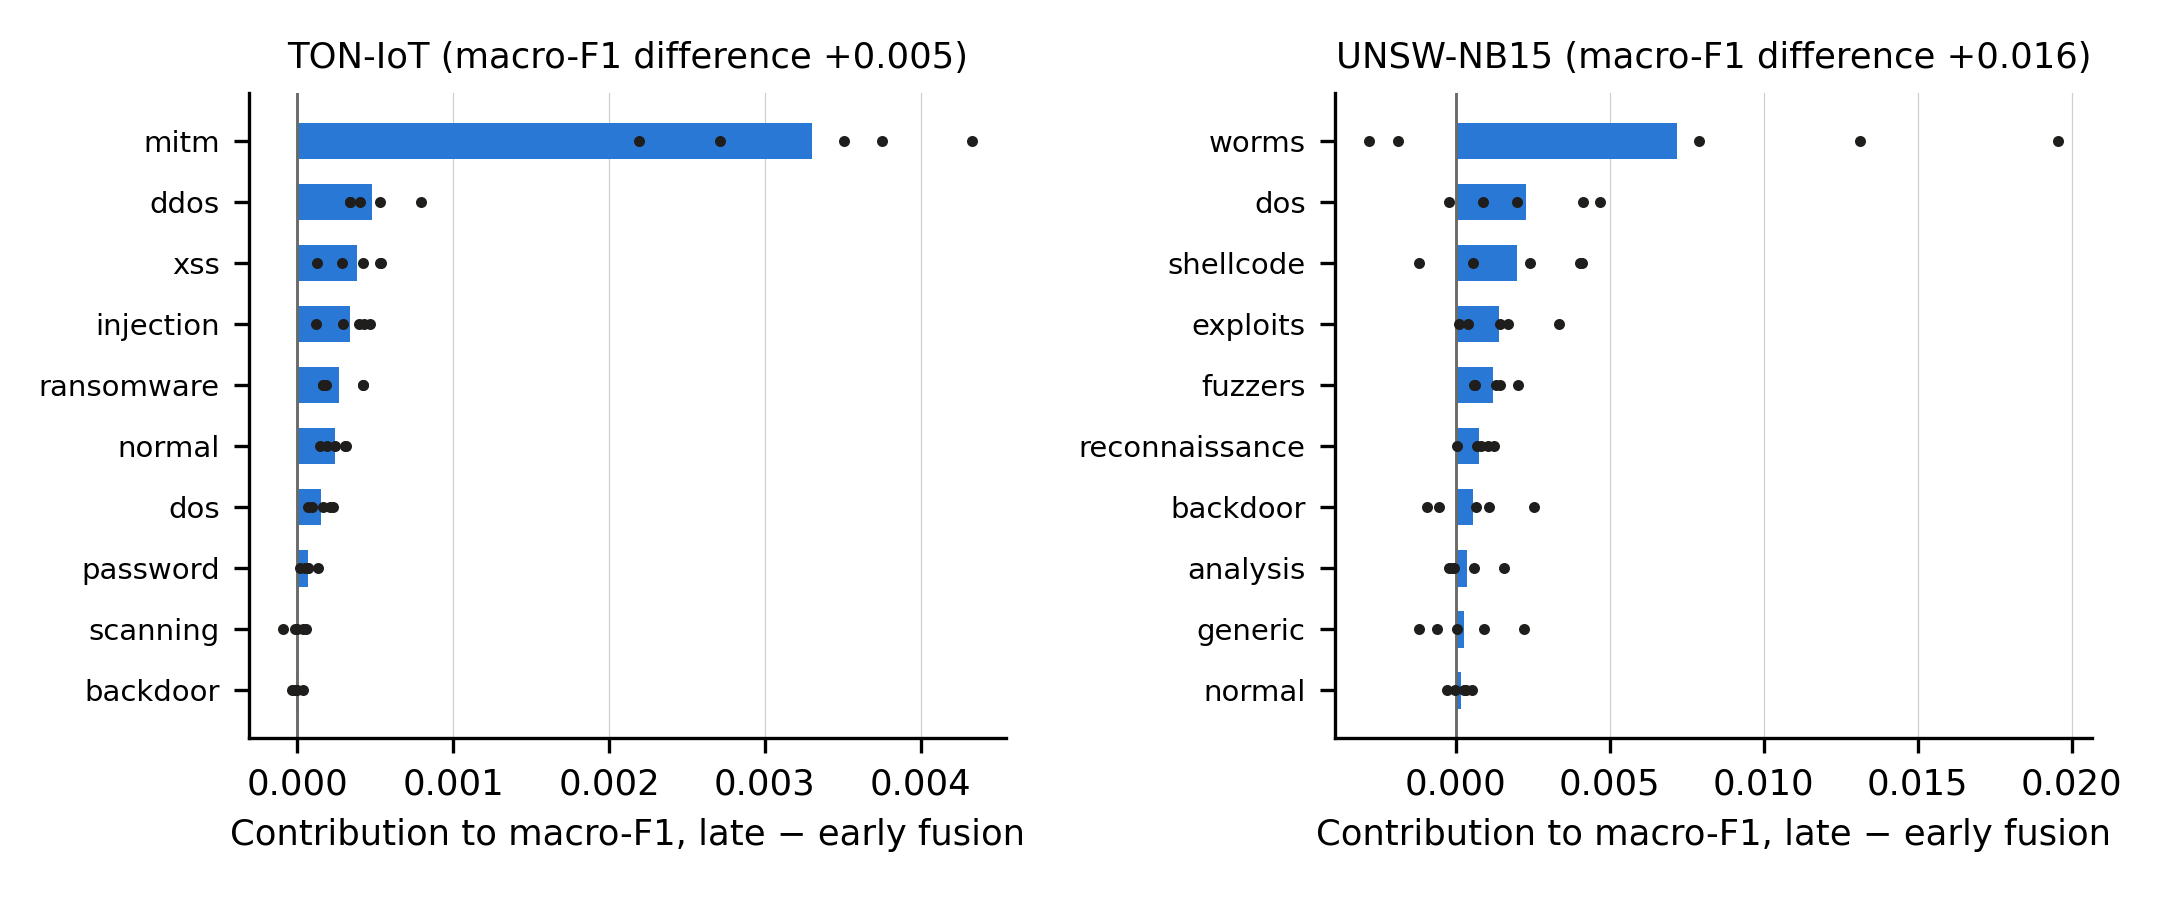 TON-IoT (macro-F1 difference +0.005)
mitm
ddos
xss
injection
ransomware
normal
dos
password
scanning
backdoor
0.000 0.001 0.002 0.003 0.004
Contribution to macro-F1, late − early fusion
UNSW-NB15 (macro-F1 difference +0.016)
worms
dos
shellcode
exploits
fuzzers
reconnaissance
backdoor
analysis
generic
normal
0.000 0.005 0.010 0.015 0.020
Contribution to macro-F1, late − early fusion